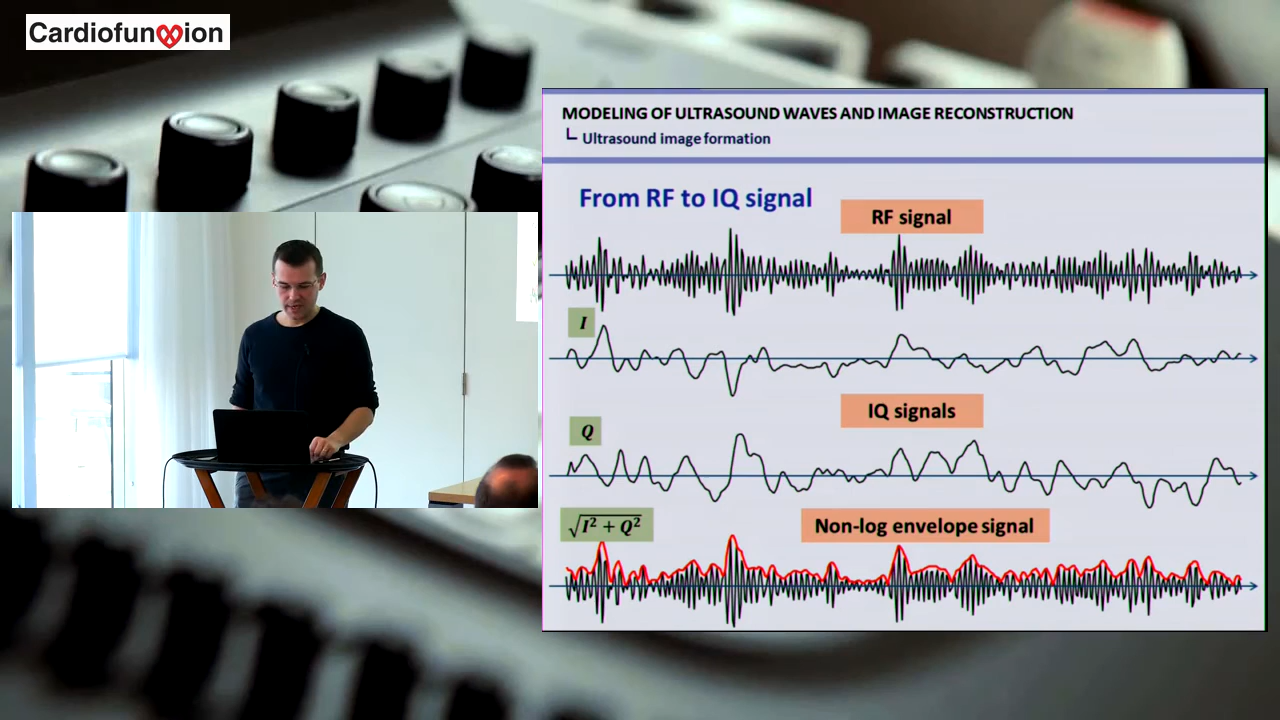 Cardiofunxion
MODELING OF ULTRASOUND WAVES AND IMAGE RECONSTRUCTION
Ultrasound image formation
From RF to IQ signal
RF signal
I
IQ signals
Q
√I² + Q²
Non-log envelope signal